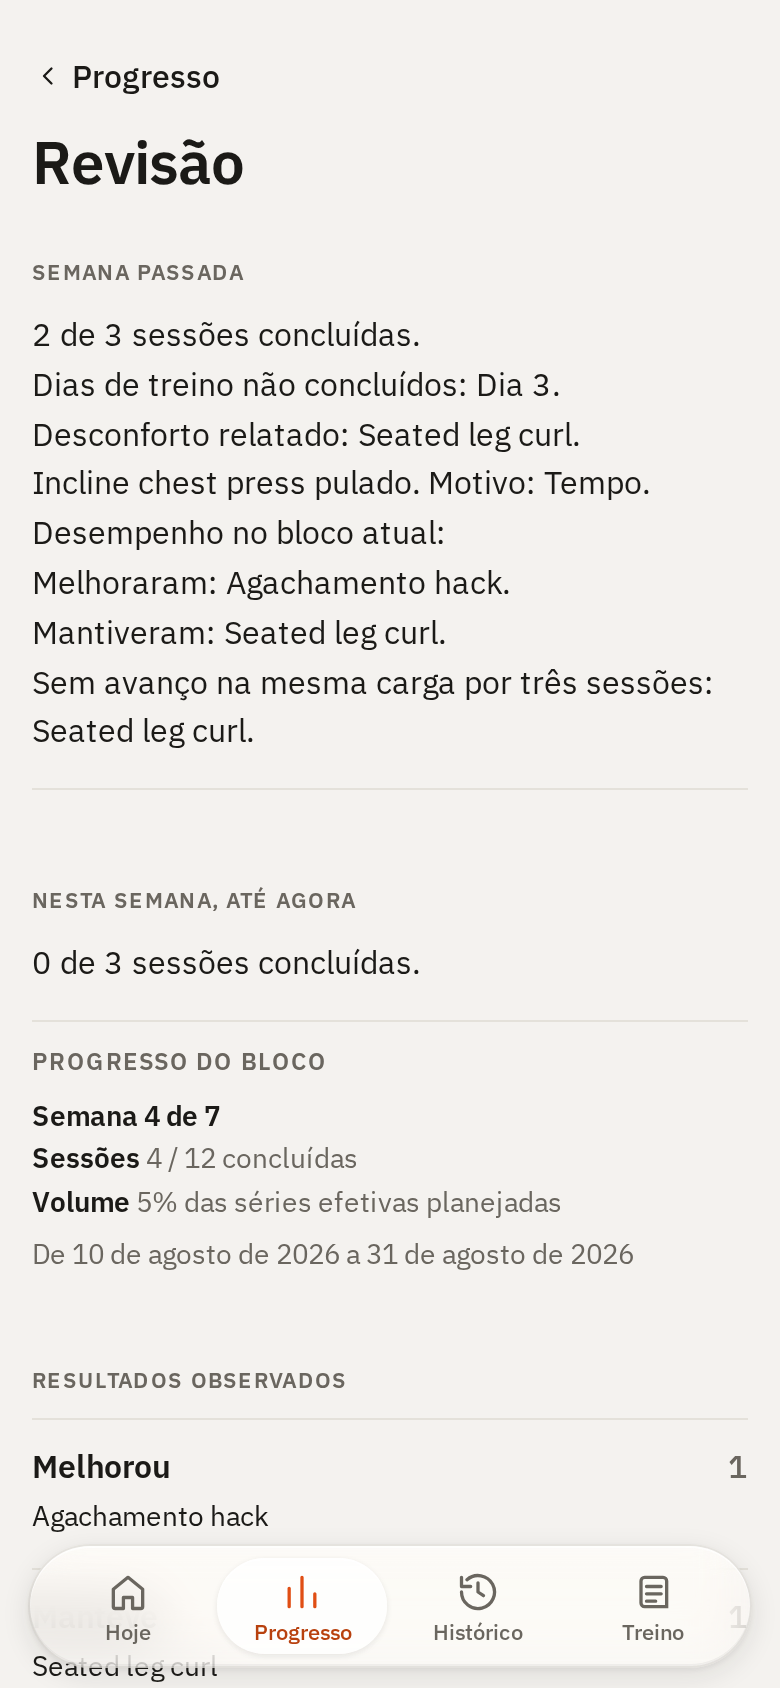 Progresso
Revisão
SEMANA PASSADA
2 de 3 sessões concluídas.
Dias de treino não concluídos: Dia 3.
Desconforto relatado: Seated leg curl.
Incline chest press pulado. Motivo: Tempo.
Desempenho no bloco atual:
Melhoraram: Agachamento hack.
Mantiveram: Seated leg curl.
Sem avanço na mesma carga por três sessões:
Seated leg curl.
NESTA SEMANA, ATÉ AGORA
0 de 3 sessões concluídas.
PROGRESSO DO BLOCO
Semana 4 de 7
Sessões 4 / 12 concluídas
Volume 5% das séries efetivas planejadas
De 10 de agosto de 2026 a 31 de agosto de 2026
RESULTADOS OBSERVADOS
Melhorou 1
Agachamento hack
1
Hoje Progresso Histórico Treino
Seated leg curl